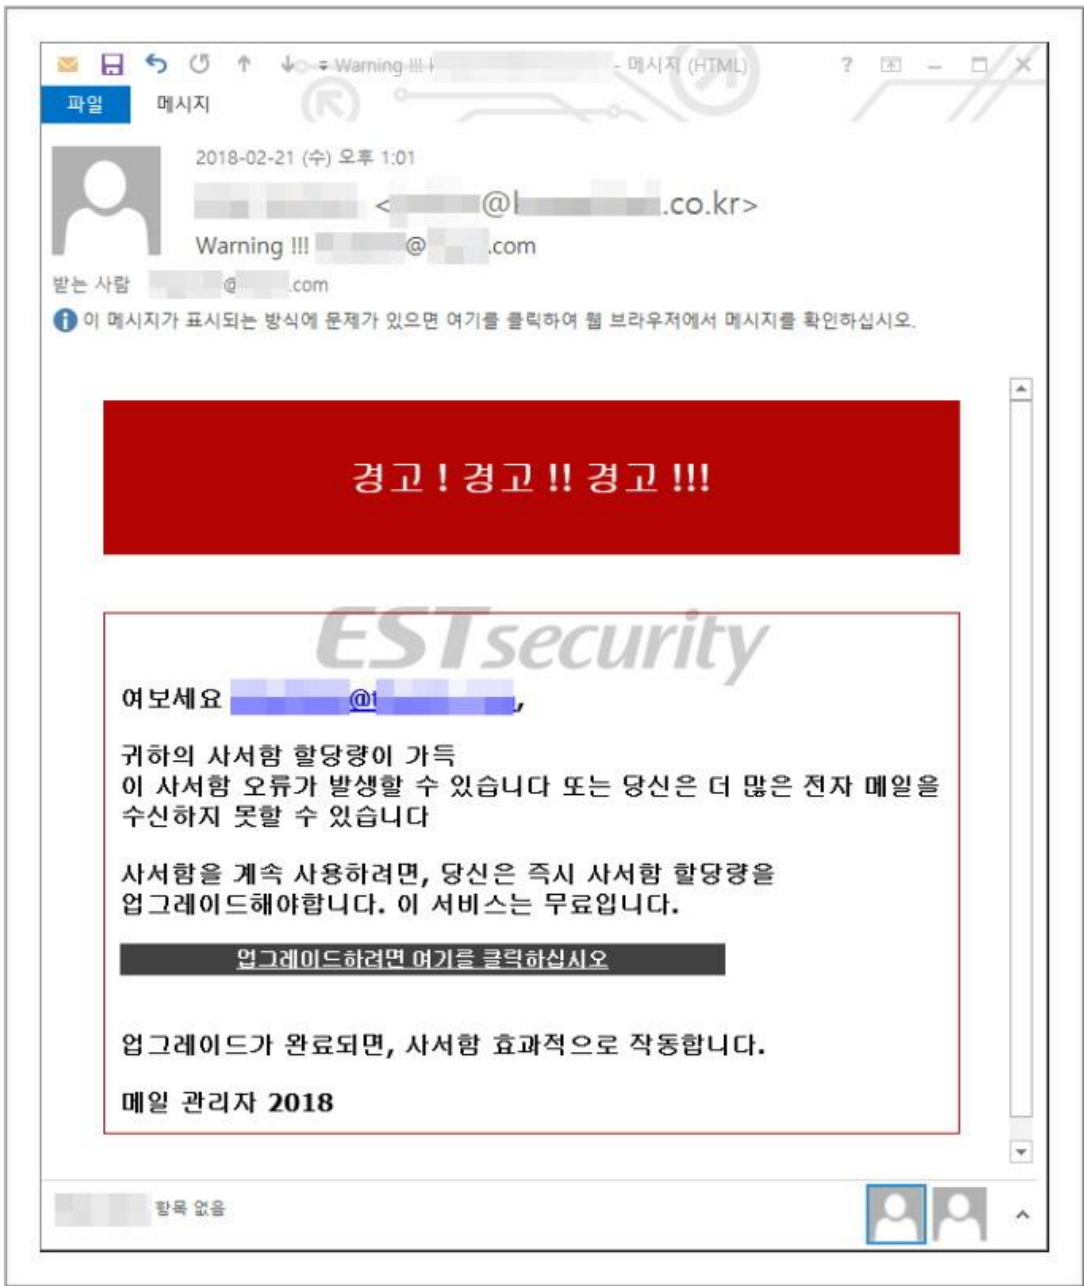 Warning !!! - 메시지 (HTML) ?
파일 메시지
2018-02-21 (수) 오후 1:01
< @ .co.kr>
Warning !!! @ .com
받는 사람 @ .com
이 메시지가 표시되는 방식에 문제가 있으면 여기를 클릭하여 웹 브라우저에서 메시지를 확인하십시오.
경고 ! 경고 !! 경고 !!!
ESTsecurity
여보세요 @ ,
귀하의 사서함 할당량이 가득
이 사서함 오류가 발생할 수 있습니다 또는 당신은 더 많은 전자 메일을
수신하지 못할 수 있습니다
사서함을 계속 사용하려면, 당신은 즉시 사서함 할당량을
업그레이드해야합니다. 이 서비스는 무료입니다.
업그레이드하려면 여기를 클릭하십시오
업그레이드가 완료되면, 사서함 효과적으로 작동합니다.
메일 관리자 2018
항목 없음